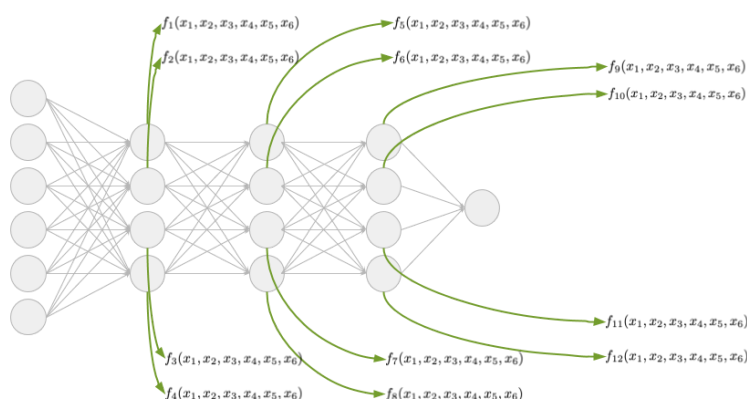 f₁(x₁, x₂, x₃, x₄, x₅, x₆)
f₂(x₁, x₂, x₃, x₄, x₅, x₆)
f₅(x₁, x₂, x₃, x₄, x₅, x₆)
f₆(x₁, x₂, x₃, x₄, x₅, x₆)
f₉(x₁, x₂, x₃, x₄, x₅, x₆)
f₁₀(x₁, x₂, x₃, x₄, x₅, x₆)
f₃(x₁, x₂, x₃, x₄, x₅, x₆)
f₄(x₁, x₂, x₃, x₄, x₅, x₆)
f₇(x₁, x₂, x₃, x₄, x₅, x₆)
f₈(x₁, x₂, x₃, x₄, x₅, x₆)
f₁₁(x₁, x₂, x₃, x₄, x₅, x₆)
f₁₂(x₁, x₂, x₃, x₄, x₅, x₆)